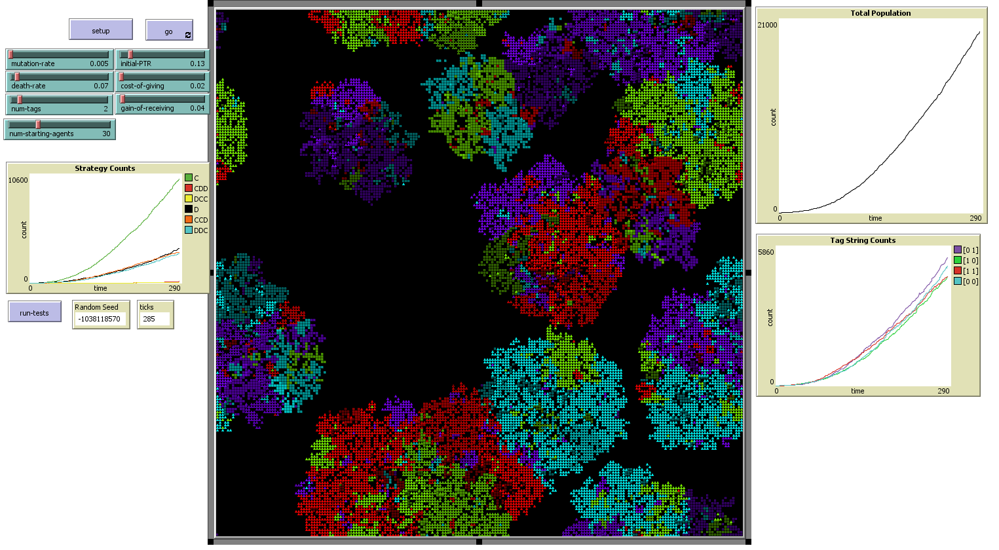 setup
go
mutation-rate 0.005
initial-PTR 0.13
death-rate 0.07
cost-of-giving 0.02
num-tags 2
gain-of-receiving 0.04
num-starting-agents 30
Strategy Counts
10600
count
0
0 time 290
C
CDD
DCC
D
CCD
DDC
run-tests
Random Seed
-1038118570
ticks
285
Total Population
21000
count
0
0 time 290
Tag String Counts
5860
count
0
0 time 290
[0 1]
[1 0]
[1 1]
[0 0]